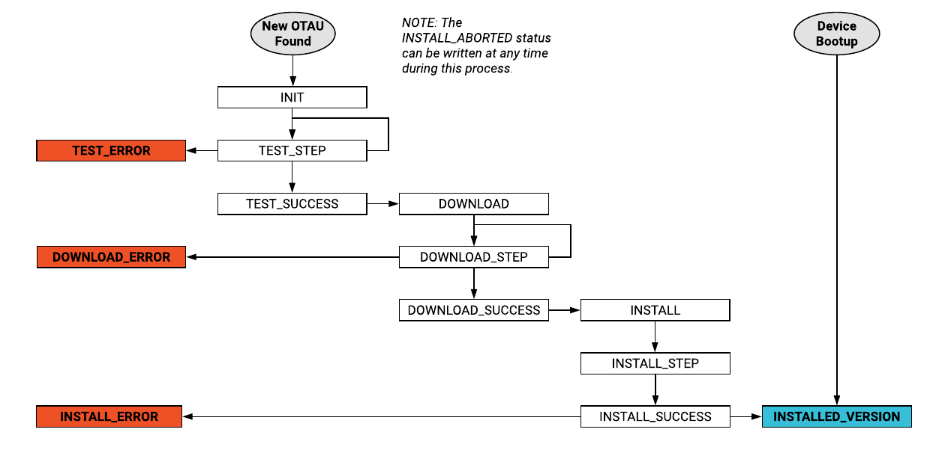 New OTAU
Found
NOTE: The
INSTALL_ABORTED status
can be written at any time
during this process.
Device
Bootup
INIT
TEST_ERROR
TEST_STEP
TEST_SUCCESS
DOWNLOAD
DOWNLOAD_ERROR
DOWNLOAD_STEP
DOWNLOAD_SUCCESS
INSTALL
INSTALL_STEP
INSTALL_ERROR
INSTALL_SUCCESS
INSTALLED_VERSION